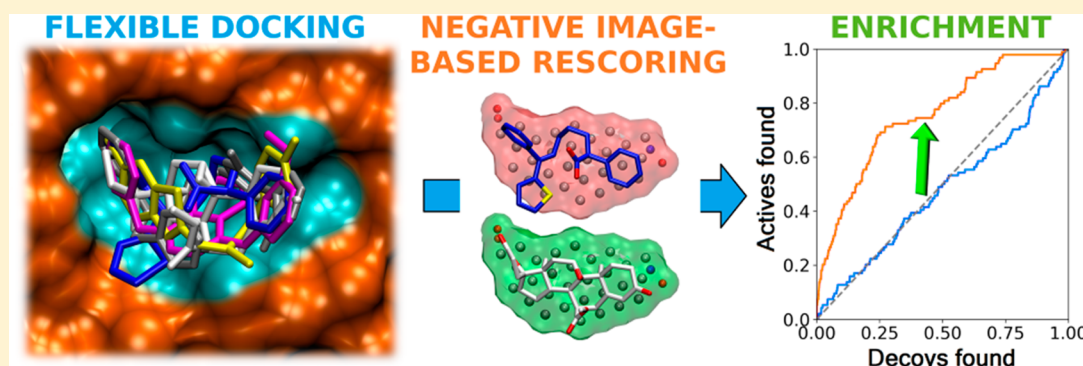 FLEXIBLE DOCKING
NEGATIVE IMAGE-
BASED RESCORING
ENRICHMENT
Actives found
1.0
0.8
0.6
0.4
0.2
0.0
0.00 0.25 0.50 0.75 1.00
Decoys found